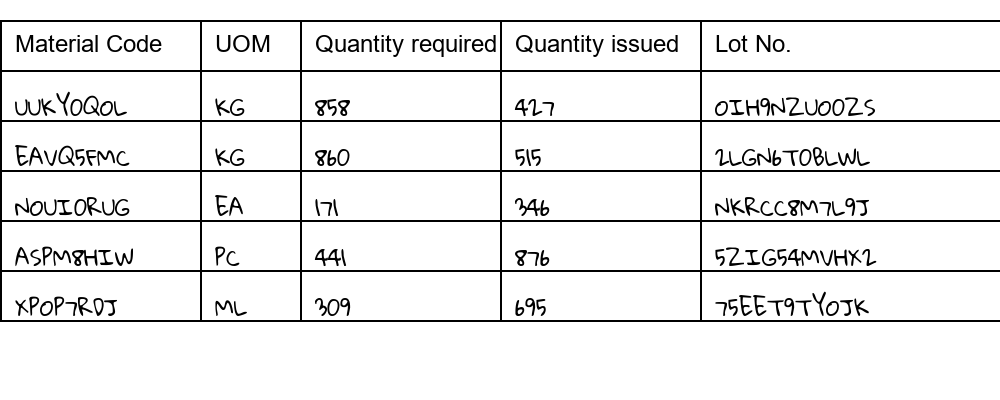 Material Code UOM Quantity required Quantity issued Lot No.
UUKYOQOL KG 858 427 OIH9NZUOOZS
EAVQ5FMC KG 860 515 2LGN6TOBLWL
NOUIORUG EA 171 346 NKRCC8M7L9J
ASPM8HIW PC 441 876 5ZIG54MVHX2
XPOP7RDJ ML 309 695 75EET9TYOJK